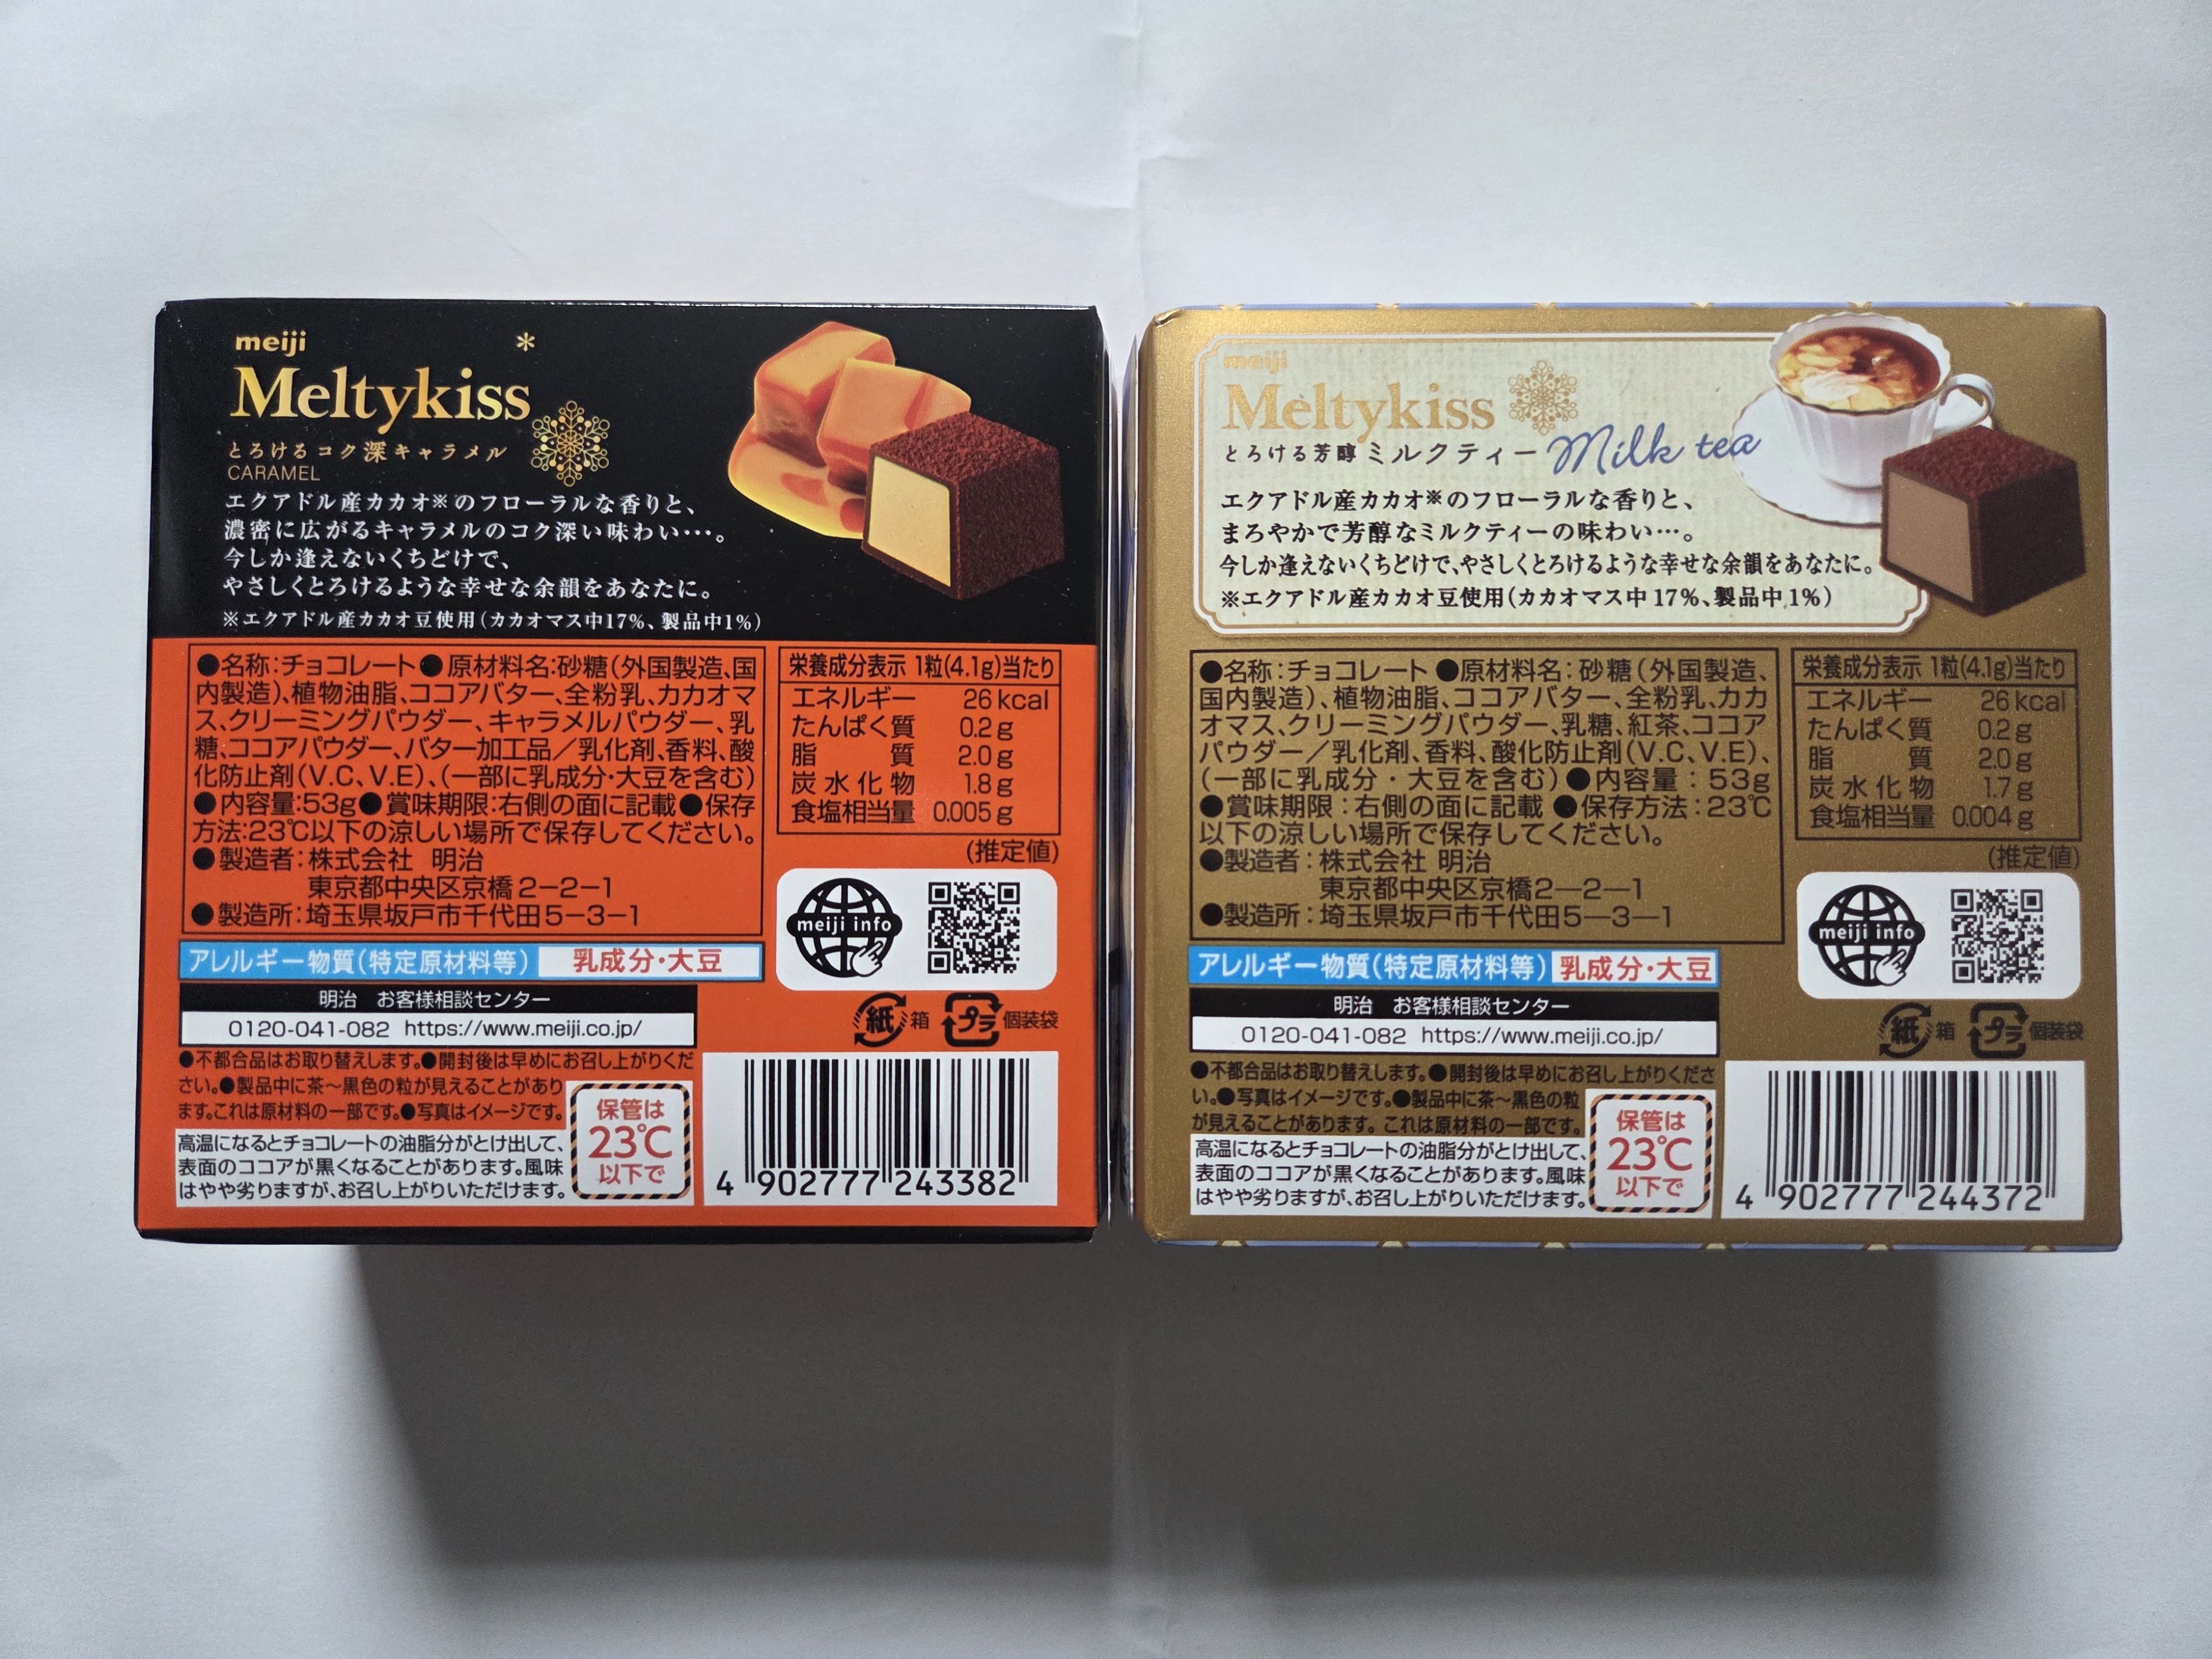 meiji
Meltykiss
とろけるコク深キャラメル
CARAMEL
エクアドル産カカオ※のフローラルな香りと、
濃密に広がるキャラメルのコク深い味わい…。
今しか逢えないくちどけで、
やさしくとろけるような幸せな余韻をあなたに。
※エクアドル産カカオ豆使用(カカオマス中17%、製品中1%)
●名称:チョコレート●原材料名:砂糖(外国製造、国
内製造)、植物油脂、ココアバター、全粉乳、カカオマ
ス、クリーミングパウダー、キャラメルパウダー、乳
糖、ココアパウダー、バター加工品/乳化剤、香料、酸
化防止剤(V.C、V.E)、(一部に乳成分・大豆を含む)
●内容量:53g●賞味期限:右側の面に記載●保存
方法:23℃以下の涼しい場所で保存してください。
●製造者:株式会社 明治
東京都中央区京橋2−2−1
●製造所:埼玉県坂戸市千代田5−3−1
栄養成分表示 1粒(4.1g)当たり
エネルギー 26kcal
たんぱく質 0.2g
脂質 2.0g
炭水化物 1.8g
食塩相当量 0.005g
(推定値)
meiji info
アレルギー物質(特定原材料等) 乳成分・大豆
明治 お客様相談センター
0120-041-082 https://www.meiji.co.jp/
紙 箱 プラ 個装袋
●不都合品はお取り替えします。●開封後は早めにお召し上がりくだ
さい。●製品中に茶～黒色の粒が見えることがあり
ます。これは原材料の一部です。●写真はイメージです。
高温になるとチョコレートの油脂分がとけ出して、
表面のココアが黒くなることがあります。風味
はやや劣りますが、お召し上がりいただけます。
保管は
23℃
以下で
4 902777 243382
meiji
Meltykiss
とろける芳醇ミルクティー Milk tea
エクアドル産カカオ※のフローラルな香りと、
まろやかで芳醇なミルクティーの味わい…。
今しか逢えないくちどけで、やさしくとろけるような幸せな余韻をあなたに。
※エクアドル産カカオ豆使用(カカオマス中17%、製品中1%)
●名称:チョコレート ●原材料名:砂糖(外国製造、
国内製造)、植物油脂、ココアバター、全粉乳、カカ
オマス、クリーミングパウダー、乳糖、紅茶、ココア
パウダー/乳化剤、香料、酸化防止剤(V.C、V.E)、
(一部に乳成分・大豆を含む)●内容量:53g
●賞味期限:右側の面に記載 ●保存方法:23℃
以下の涼しい場所で保存してください。
●製造者:株式会社 明治
東京都中央区京橋2―2―1
●製造所:埼玉県坂戸市千代田5―3―1
栄養成分表示 1粒(4.1g)当たり
エネルギー 26kcal
たんぱく質 0.2g
脂質 2.0g
炭水化物 1.7g
食塩相当量 0.004g
(推定値)
meiji info
アレルギー物質(特定原材料等) 乳成分・大豆
明治 お客様相談センター
0120-041-082 https://www.meiji.co.jp/
紙 箱 プラ 個装袋
●不都合品はお取り替えします。●開封後は早めにお召し上がりくださ
い。●写真はイメージです。●製品中に茶～黒色の粒
が見えることがあります。これは原材料の一部です。
高温になるとチョコレートの油脂分がとけ出して、
表面のココアが黒くなることがあります。風味
はやや劣りますが、お召し上がりいただけます。
保管は
23℃
以下で
4 902777 244372